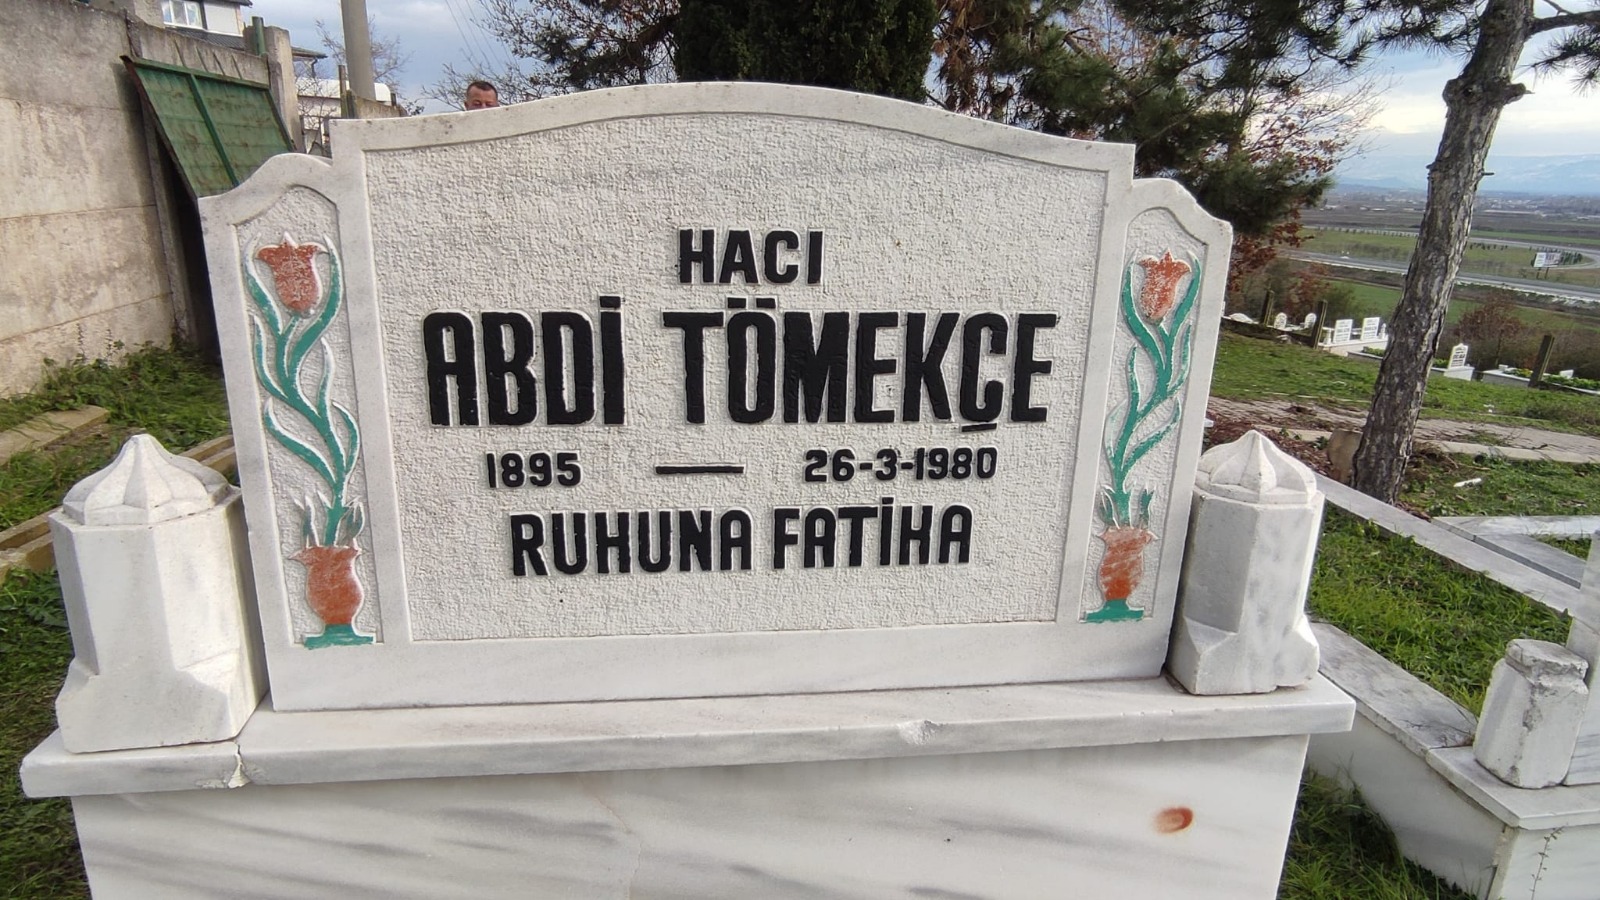 HACI
ABDİ TÖMEKÇE
1895 — 26-3-1980
RUHUNA FATİHA